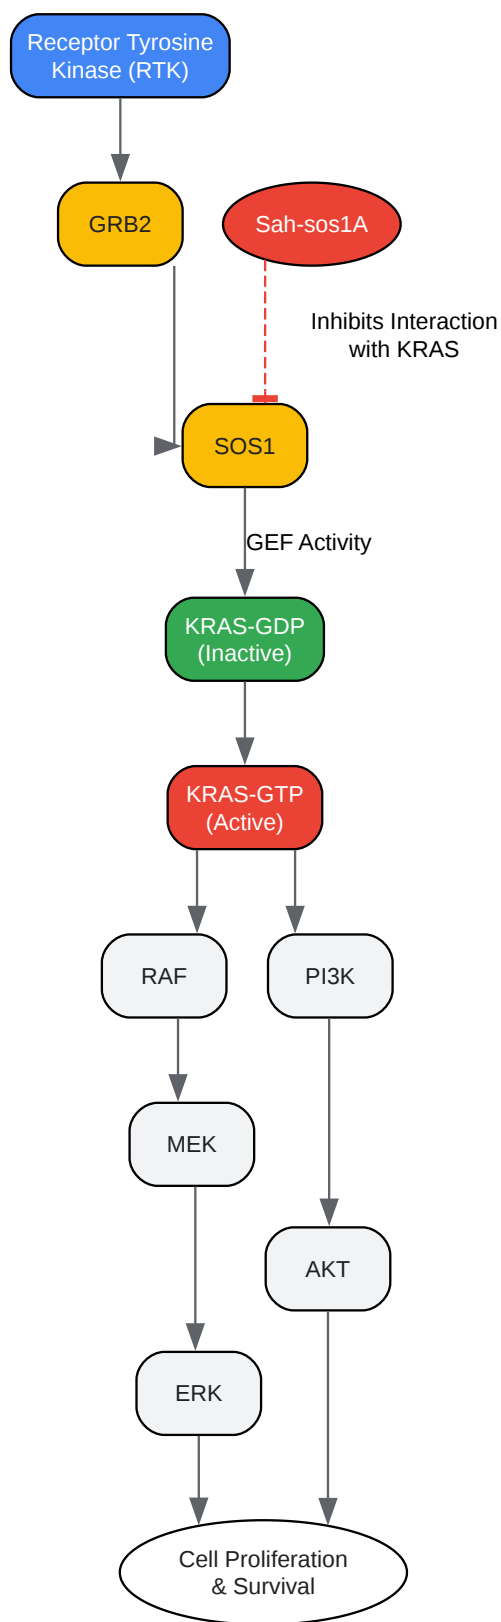 Receptor Tyrosine
Kinase (RTK)
GRB2
Sah-sos1A
Inhibits Interaction
with KRAS
SOS1
GEF Activity
KRAS-GDP
(Inactive)
KRAS-GTP
(Active)
RAF
PI3K
MEK
AKT
ERK
Cell Proliferation
& Survival